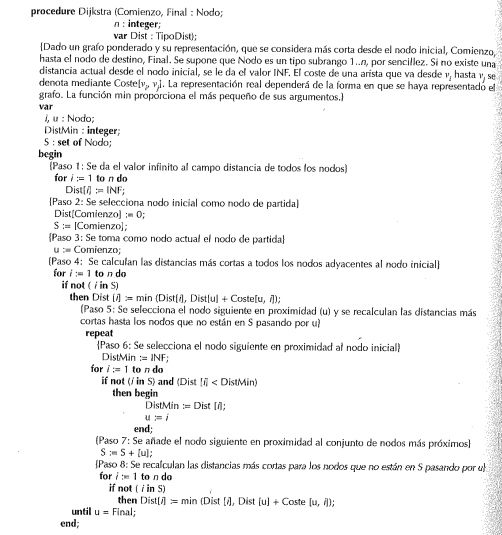 procedure Dijkstra (Comienzo, Final : Nodo;
n : integer;
var Dist : TipoDist);
{Dado un grafo ponderado y su representación, que se considera más corta desde el nodo inicial, Comienzo,
hasta el nodo de destino, Final. Se supone que Nodo es un tipo subrango 1..n, por sencillez. Si no existe una
distancia actual desde el nodo inicial, se le da el valor INF. El coste de una arista que va desde vi hasta vj se
denota mediante Coste[vi, vj]. La representación real dependerá de la forma en que se haya representado el
grafo. La función min proporciona el más pequeño de sus argumentos.}
var
i, u : Nodo;
DistMin : integer;
S : set of Nodo;
begin
{Paso 1: Se da el valor infinito al campo distancia de todos los nodos}
for i := 1 to n do
Dist[i] := INF;
{Paso 2: Se selecciona nodo inicial como nodo de partida}
Dist[Comienzo) := 0;
S := [Comienzo];
{Paso 3: Se toma como nodo actual el nodo de partida}
u := Comienzo;
{Paso 4: Se calculan las distancias más cortas a todos los nodos adyacentes al nodo inicial}
for i := 1 to n do
if not ( i in S)
then Dist [i] := min (Dist[i], Dist[u] + Coste[u, i]);
{Paso 5: Se selecciona el nodo siguiente en proximidad (u) y se recalculan las distancias más
cortas hasta los nodos que no están en S pasando por u}
repeat
{Paso 6: Se selecciona el nodo siguiente en proximidad al nodo inicial}
DistMin := INF;
for i := 1 to n do
if not (i in S) and (Dist [i] < DistMin)
then begin
DistMin := Dist [i];
u := i
end;
{Paso 7: Se añade el nodo siguiente en proximidad al conjunto de nodos más próximos}
S := S + [u];
{Paso 8: Se recalculan las distancias más cortas para los nodos que no están en S pasando por u}
for i := 1 to n do
if not ( i in S)
then Dist[i] := min (Dist [i], Dist [u] + Coste [u, i]);
until u = Final;
end;